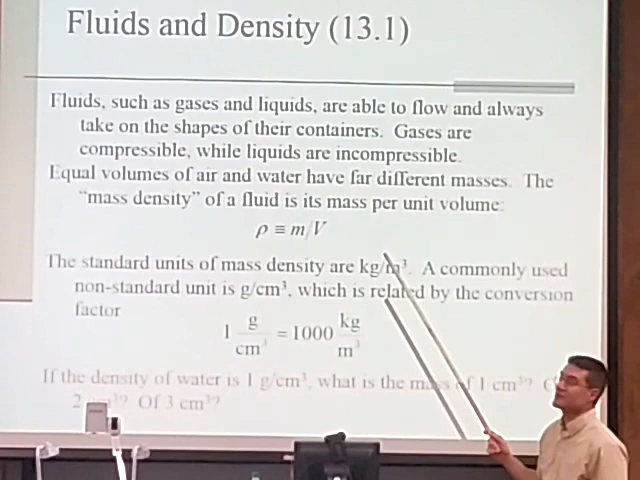 Fluids and Density (13.1)
Fluids, such as gases and liquids, are able to flow and always
take on the shapes of their containers. Gases are
compressible, while liquids are incompressible.
Equal volumes of air and water have far different masses. The
"mass density" of a fluid is its mass per unit volume:
ρ ≡ m/V
The standard units of mass density are kg/m³. A commonly used
non-standard unit is g/cm³, which is related by the conversion
factor
1 g/cm³ = 1000 kg/m³
If the density of water is 1 g/cm³, what is the mass of 1 cm³?
2 Of 3 cm³?